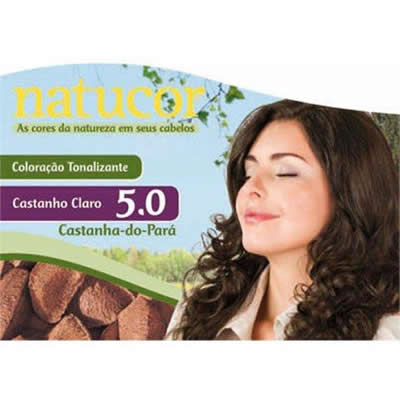 natucor
As cores da natureza em seus cabelos
Coloração Tonalizante
Castanho Claro 5.0
Castanha-do-Pará